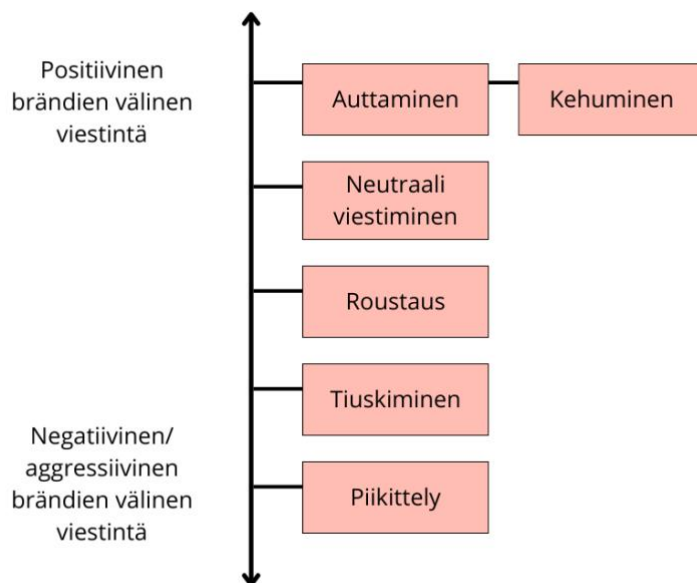 Positiivinen
brändien välinen
viestintä
Auttaminen
Kehuminen
Neutraali
viestiminen
Roustaus
Tiuskiminen
Negatiivinen/
aggressiivinen
brändien välinen
viestintä
Piikittely